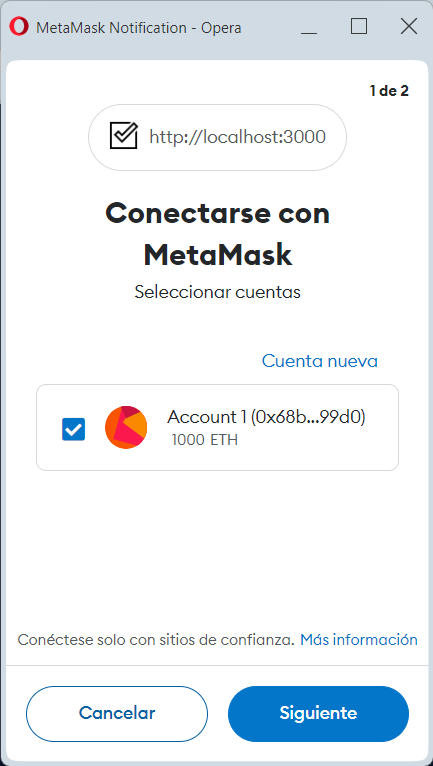 MetaMask Notification - Opera
1 de 2
http://localhost:3000
Conectarse con
MetaMask
Seleccionar cuentas
Cuenta nueva
Account 1 (0x68b...99d0)
1000 ETH
Conéctese solo con sitios de confianza. Más información
Cancelar
Siguiente